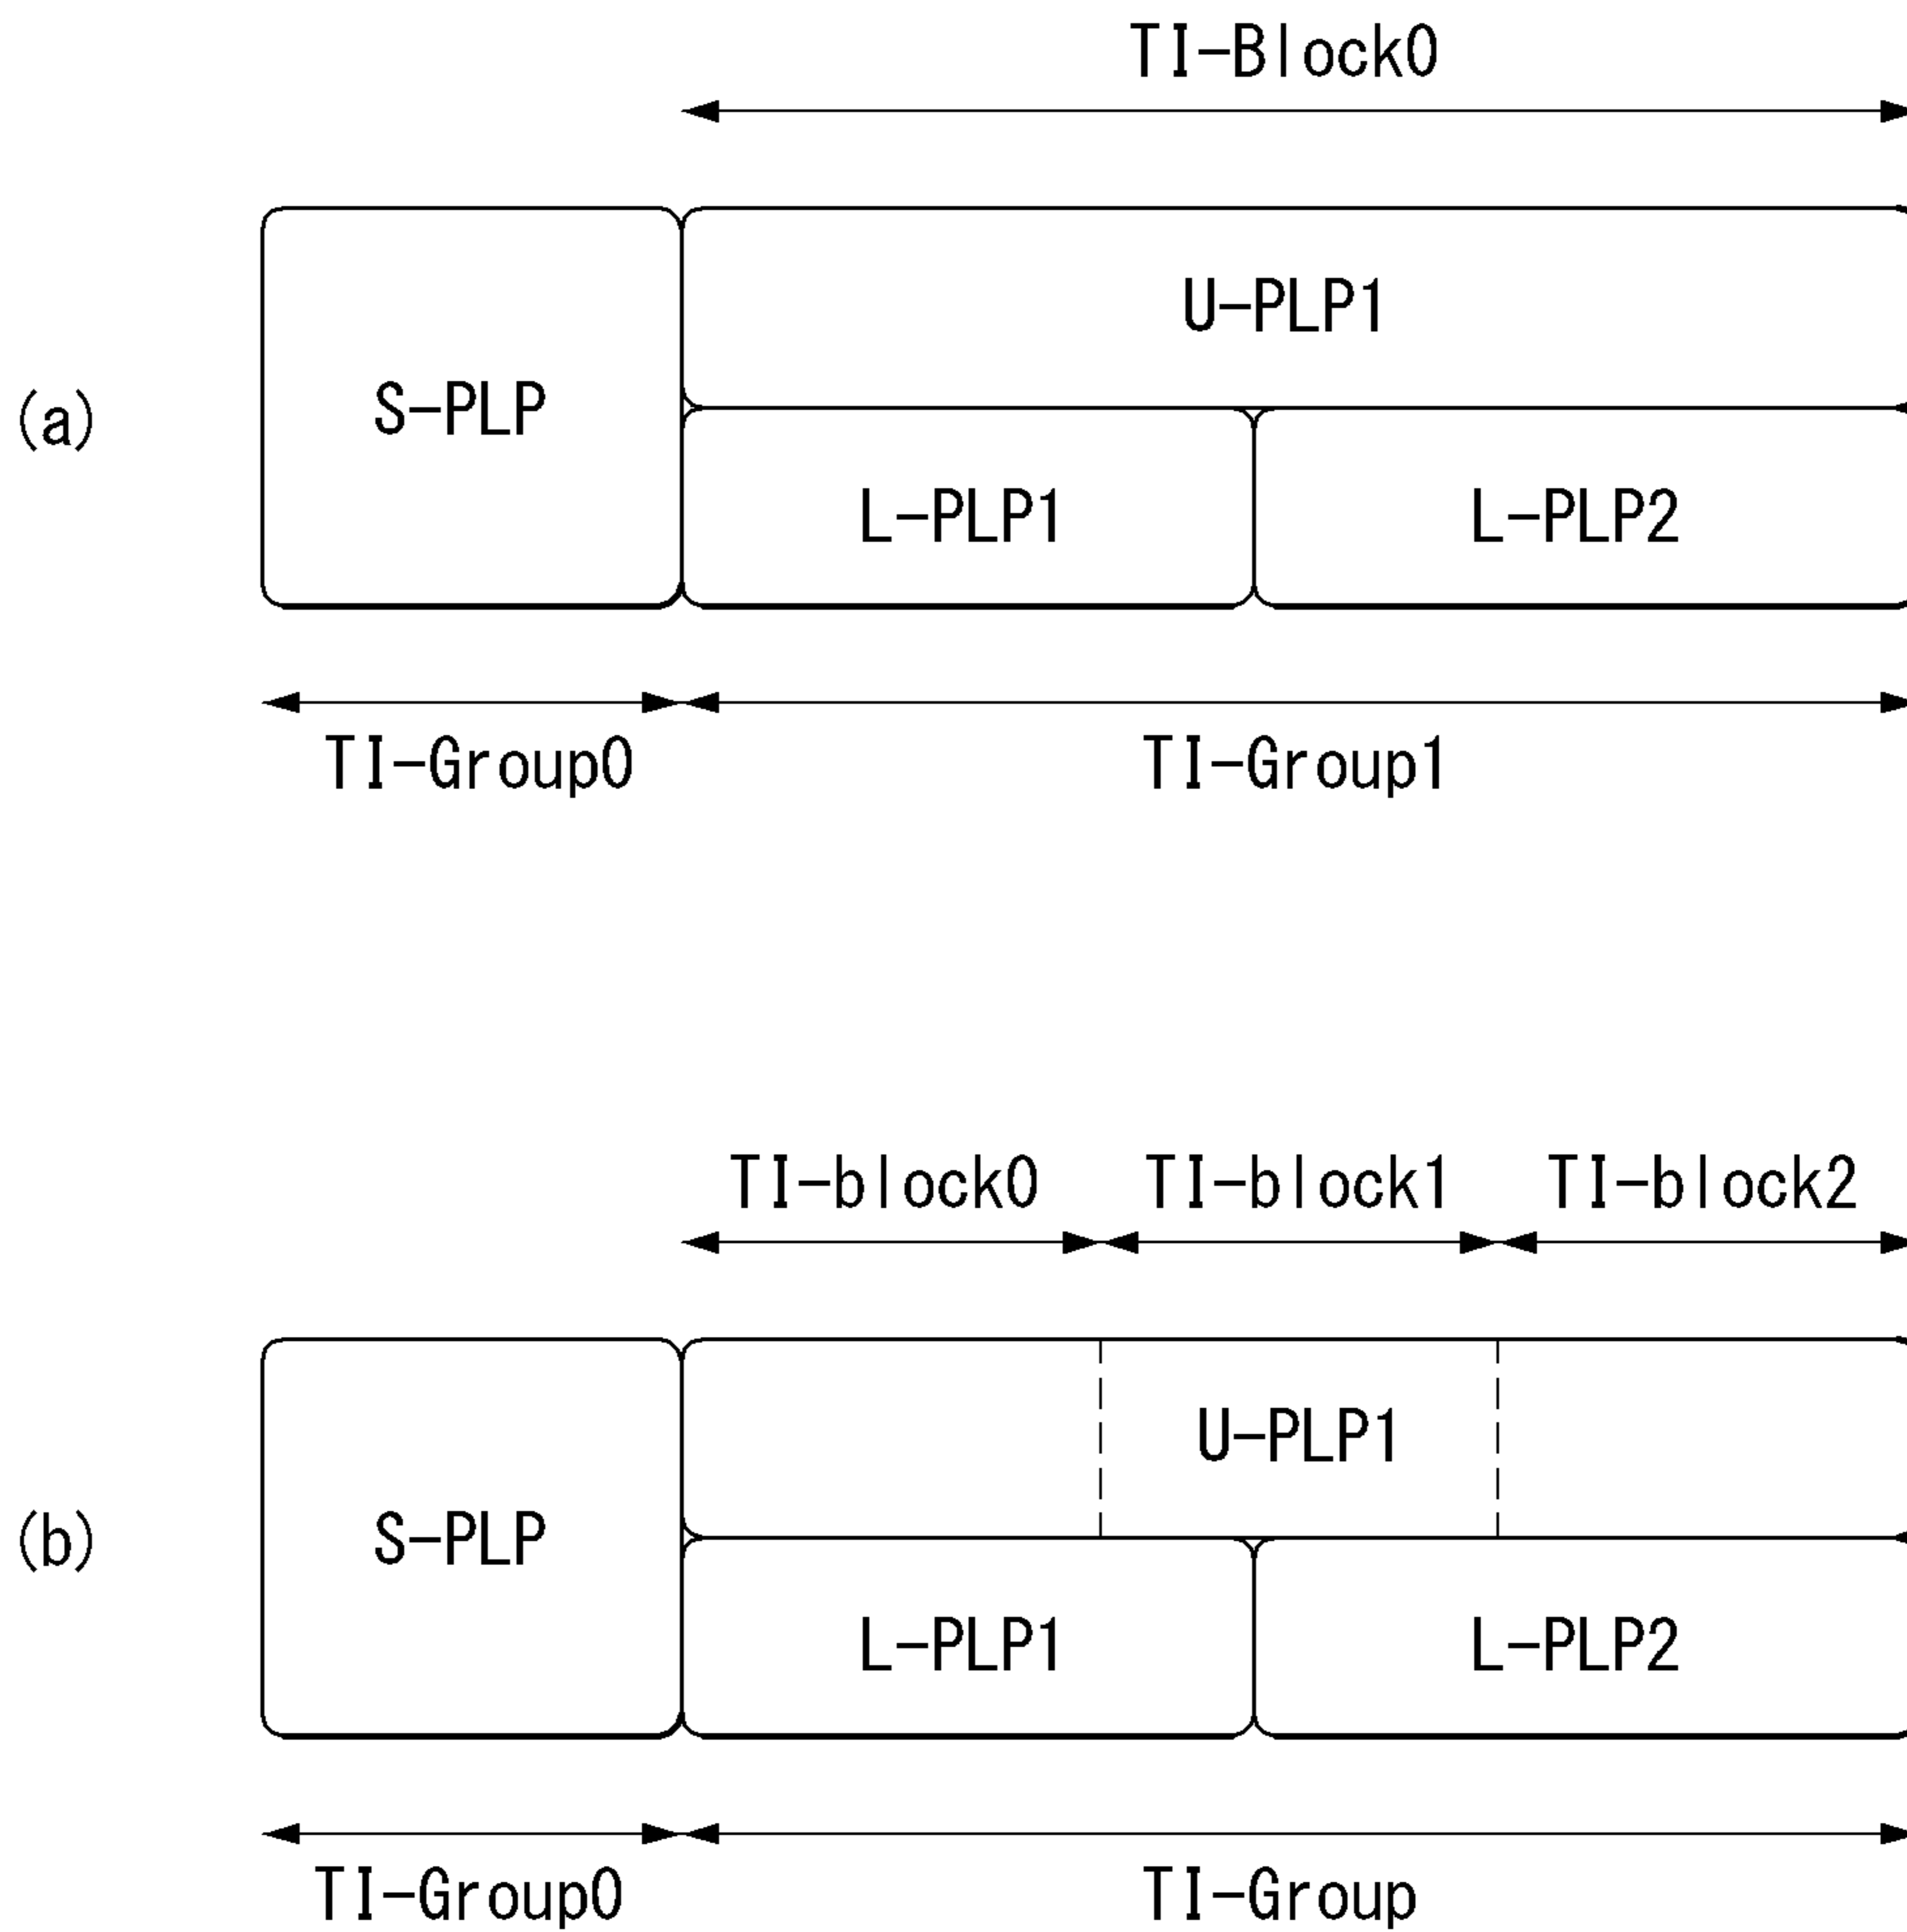 TI-Block0
U-PLP1
(a)
S-PLP
L-PLP1
L-PLP2
TI-Group0
TI-Group1
TI-block0
TI-block1
TI-block2
U-PLP1
(b)
S-PLP
L-PLP1
L-PLP2
TI-Group0
TI-Group